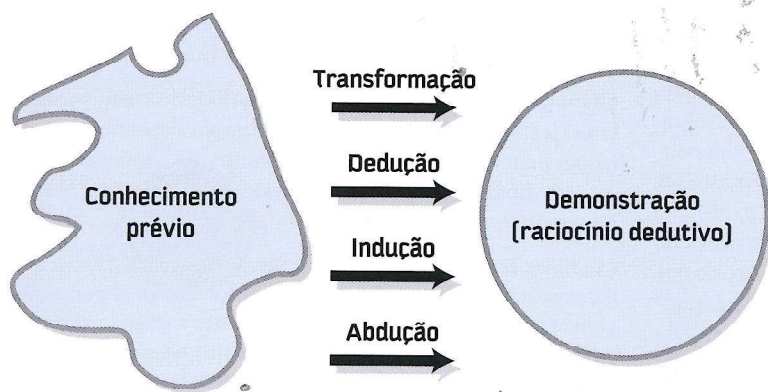 Transformação
Dedução
Conhecimento
prévio
Demonstração
(raciocínio dedutivo)
Indução
Abdução